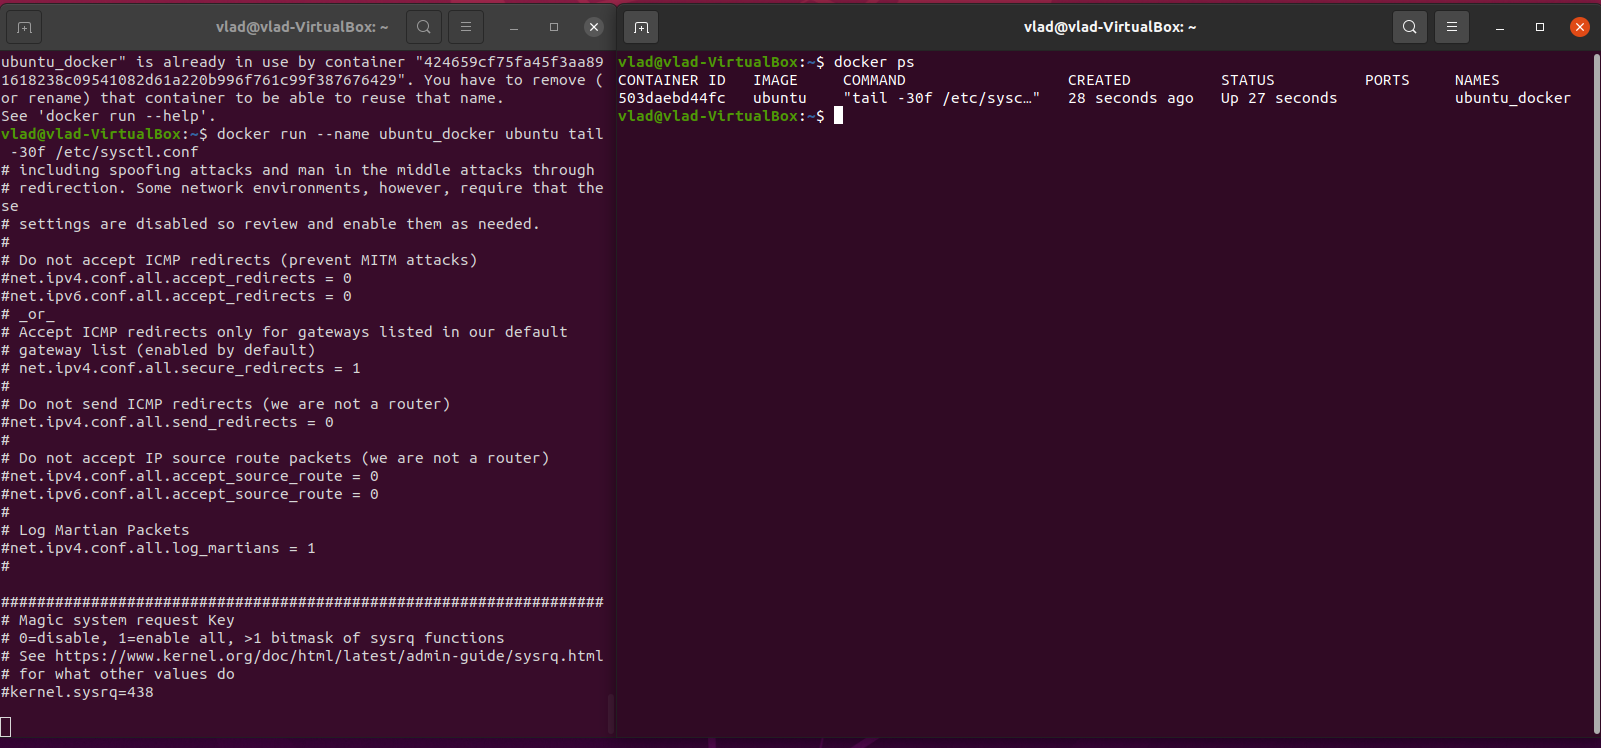 vlad@vlad-VirtualBox: ~
ubuntu_docker" is already in use by container "424659cf75fa45f3aa89
1618238c09541082d61a220b996f761c99f387676429". You have to remove (
or rename) that container to be able to reuse that name.
See 'docker run --help'.
vlad@vlad-VirtualBox:~$ docker run --name ubuntu_docker ubuntu tail
 -30f /etc/sysctl.conf
# including spoofing attacks and man in the middle attacks through
# redirection. Some network environments, however, require that the
se
# settings are disabled so review and enable them as needed.
#
# Do not accept ICMP redirects (prevent MITM attacks)
#net.ipv4.conf.all.accept_redirects = 0
#net.ipv6.conf.all.accept_redirects = 0
# _or_
# Accept ICMP redirects only for gateways listed in our default
# gateway list (enabled by default)
# net.ipv4.conf.all.secure_redirects = 1
#
# Do not send ICMP redirects (we are not a router)
#net.ipv4.conf.all.send_redirects = 0
#
# Do not accept IP source route packets (we are not a router)
#net.ipv4.conf.all.accept_source_route = 0
#net.ipv6.conf.all.accept_source_route = 0
#
# Log Martian Packets
#net.ipv4.conf.all.log_martians = 1
#
###################################################################
# Magic system request Key
# 0=disable, 1=enable all, >1 bitmask of sysrq functions
# See https://www.kernel.org/doc/html/latest/admin-guide/sysrq.html
# for what other values do
#kernel.sysrq=438
vlad@vlad-VirtualBox: ~
vlad@vlad-VirtualBox:~$ docker ps
CONTAINER ID   IMAGE     COMMAND                  CREATED          STATUS          PORTS     NAMES
503daebd44fc   ubuntu    "tail -30f /etc/sysc…"   28 seconds ago   Up 27 seconds             ubuntu_docker
vlad@vlad-VirtualBox:~$